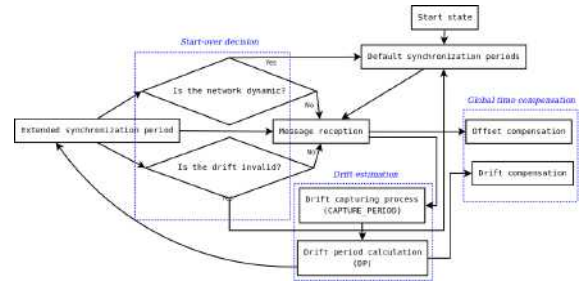 Start state
Start-over decision
Yes
Default synchronization periods
Is the network dynamic?
No
Global time compensation
Extended synchronization period
Message reception
Offset compensation
No
Is the drift invalid?
Drift estimation
Drift compensation
Yes
Drift capturing process
(CAPTURE PERIOD)
Drift period calculation
(DP)